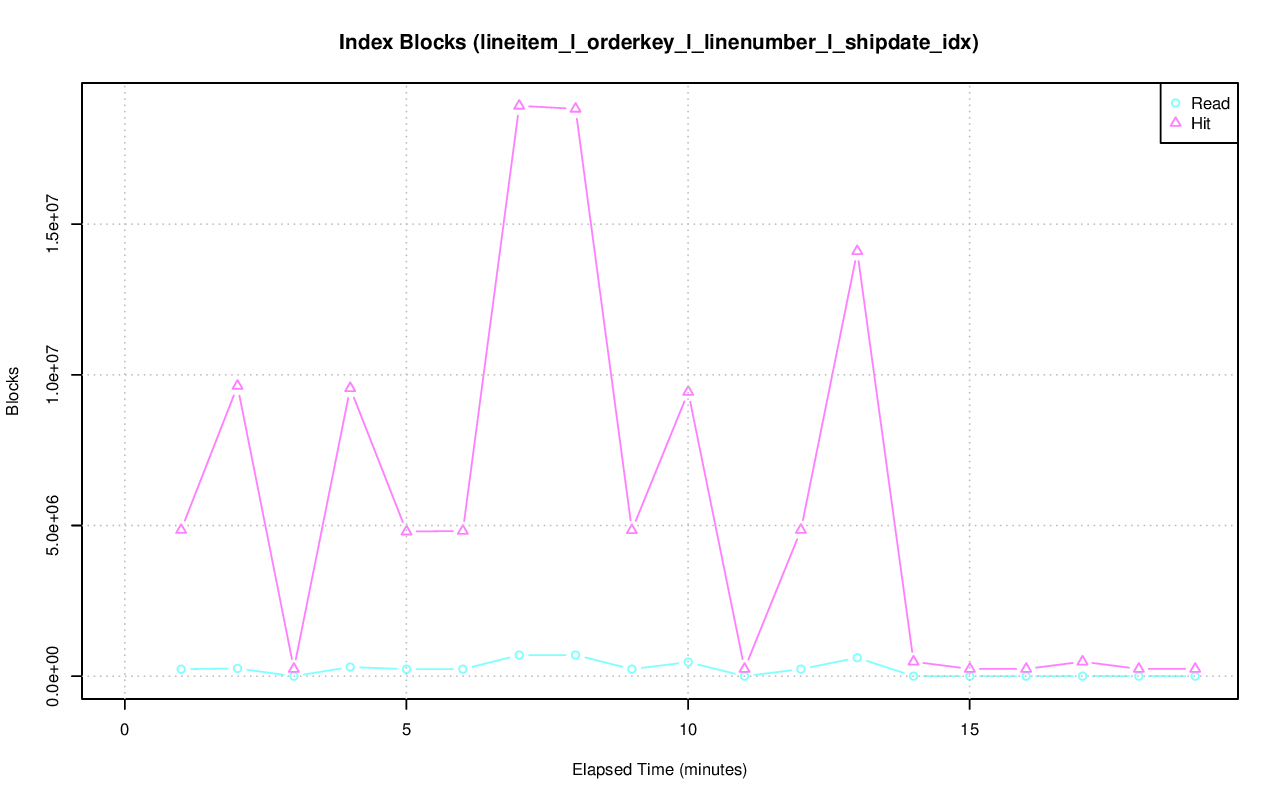 Index Blocks (lineitem_l_orderkey_l_linenumber_l_shipdate_idx)
Read
Hit
Blocks
1.5e+07
1.0e+07
5.0e+06
0.0e+00
0 5 10 15
Elapsed Time (minutes)